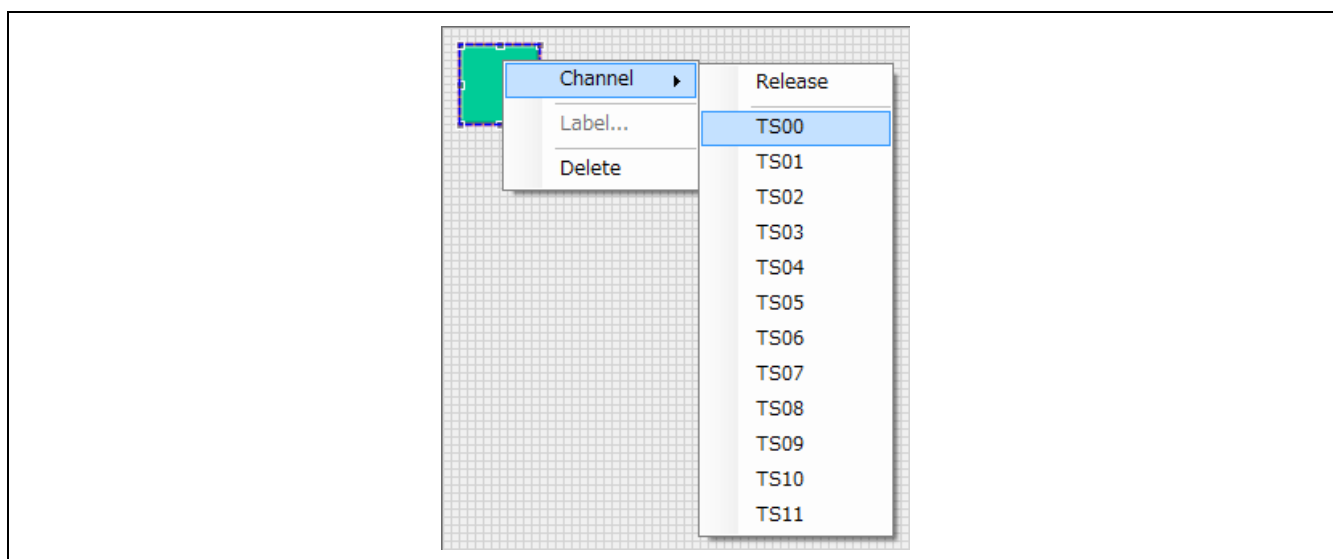 Channel
Label...
Delete
Release
TS00
TS01
TS02
TS03
TS04
TS05
TS06
TS07
TS08
TS09
TS10
TS11